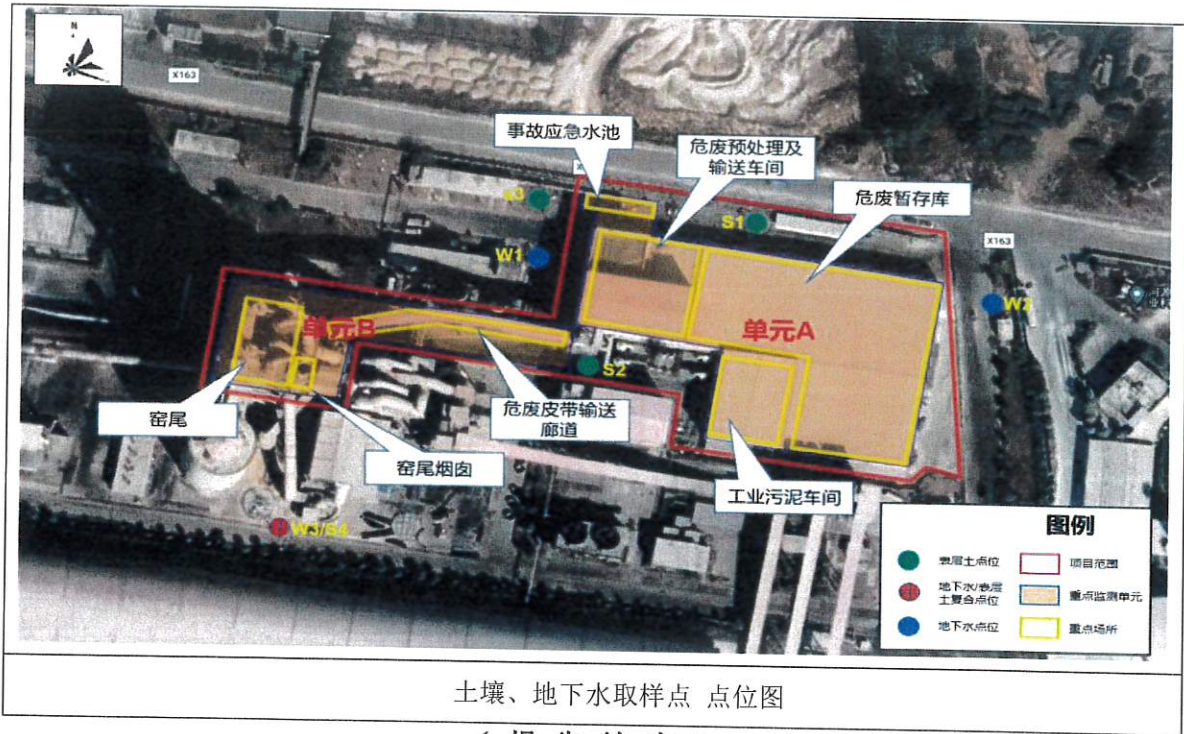 N
X163
事故应急水池
危废预处理及
输送车间
危废暂存库
S3
S1
W1
X163
W2
单元B
单元A
S2
窑尾
危废皮带输送
廊道
窑尾烟囱
工业污泥车间
W3/S4
图例
表层土点位
项目范围
地下水/表层
土复合点位
重点监测单元
地下水点位
重点场所
土壤、地下水取样点 点位图